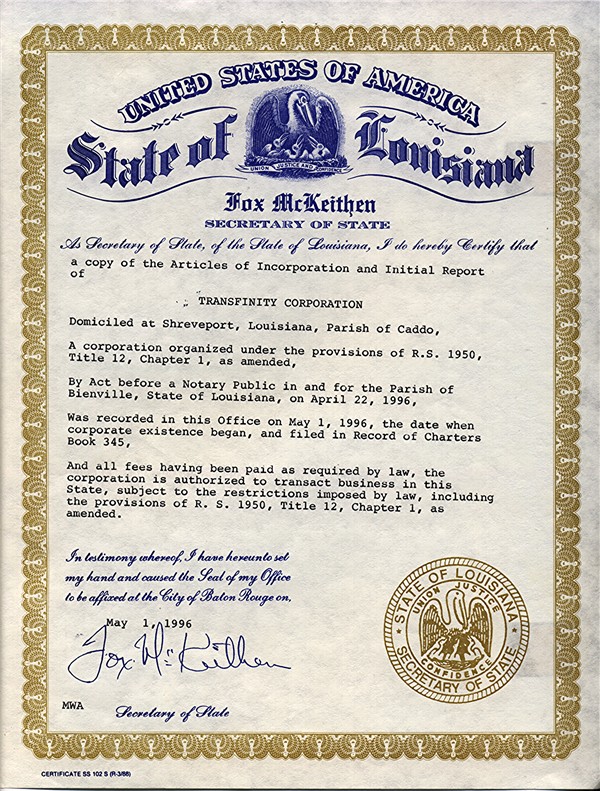 UNITED STATES OF AMERICA
State of Louisiana
UNION JUSTICE AND CONFIDENCE
Fox McKeithen
SECRETARY OF STATE
As Secretary of State, of the State of Louisiana, I do hereby Certify that
a copy of the Articles of Incorporation and Initial Report
of
TRANSFINITY CORPORATION
Domiciled at Shreveport, Louisiana, Parish of Caddo,
A corporation organized under the provisions of R.S. 1950,
Title 12, Chapter 1, as amended,
By Act before a Notary Public in and for the Parish of
Bienville, State of Louisiana, on April 22, 1996,
Was recorded in this Office on May 1, 1996, the date when
corporate existence began, and filed in Record of Charters
Book 345,
And all fees having been paid as required by law, the
corporation is authorized to transact business in this
State, subject to the restrictions imposed by law, including
the provisions of R. S. 1950, Title 12, Chapter 1, as
amended.
In testimony whereof, I have hereunto set
my hand and caused the Seal of my Office
to be affixed at the City of Baton Rouge on,
May 1, 1996
Fox McKeithen
MWA
Secretary of State
STATE OF LOUISIANA
UNION JUSTICE
CONFIDENCE
SECRETARY OF STATE
CERTIFICATE SS 102 S (R-3/88)